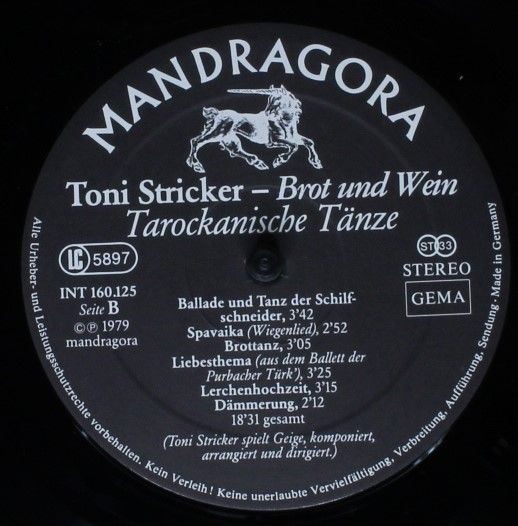 MANDRAGORA
Toni Stricker – Brot und Wein
Tarockanische Tänze
LC 5897
INT 160.125
Seite B
© ℗ 1979
mandragora
ST 33
STEREO
GEMA
Ballade und Tanz der Schilf-
schneider, 3'42
Spavaika (Wiegenlied), 2'52
Brottanz, 3'05
Liebesthema (aus dem Ballett der
Purbacher Türk'), 3'25
Lerchenhochzeit, 3'15
Dämmerung, 2'12
18'31 gesamt
(Toni Stricker spielt Geige, komponiert,
arrangiert und dirigiert.)
Alle Urheber- und Leistungsschutzrechte vorbehalten. Kein Verleih! Keine unerlaubte Vervielfältigung, Verbreitung, Aufführung, Sendung · Made in Germany